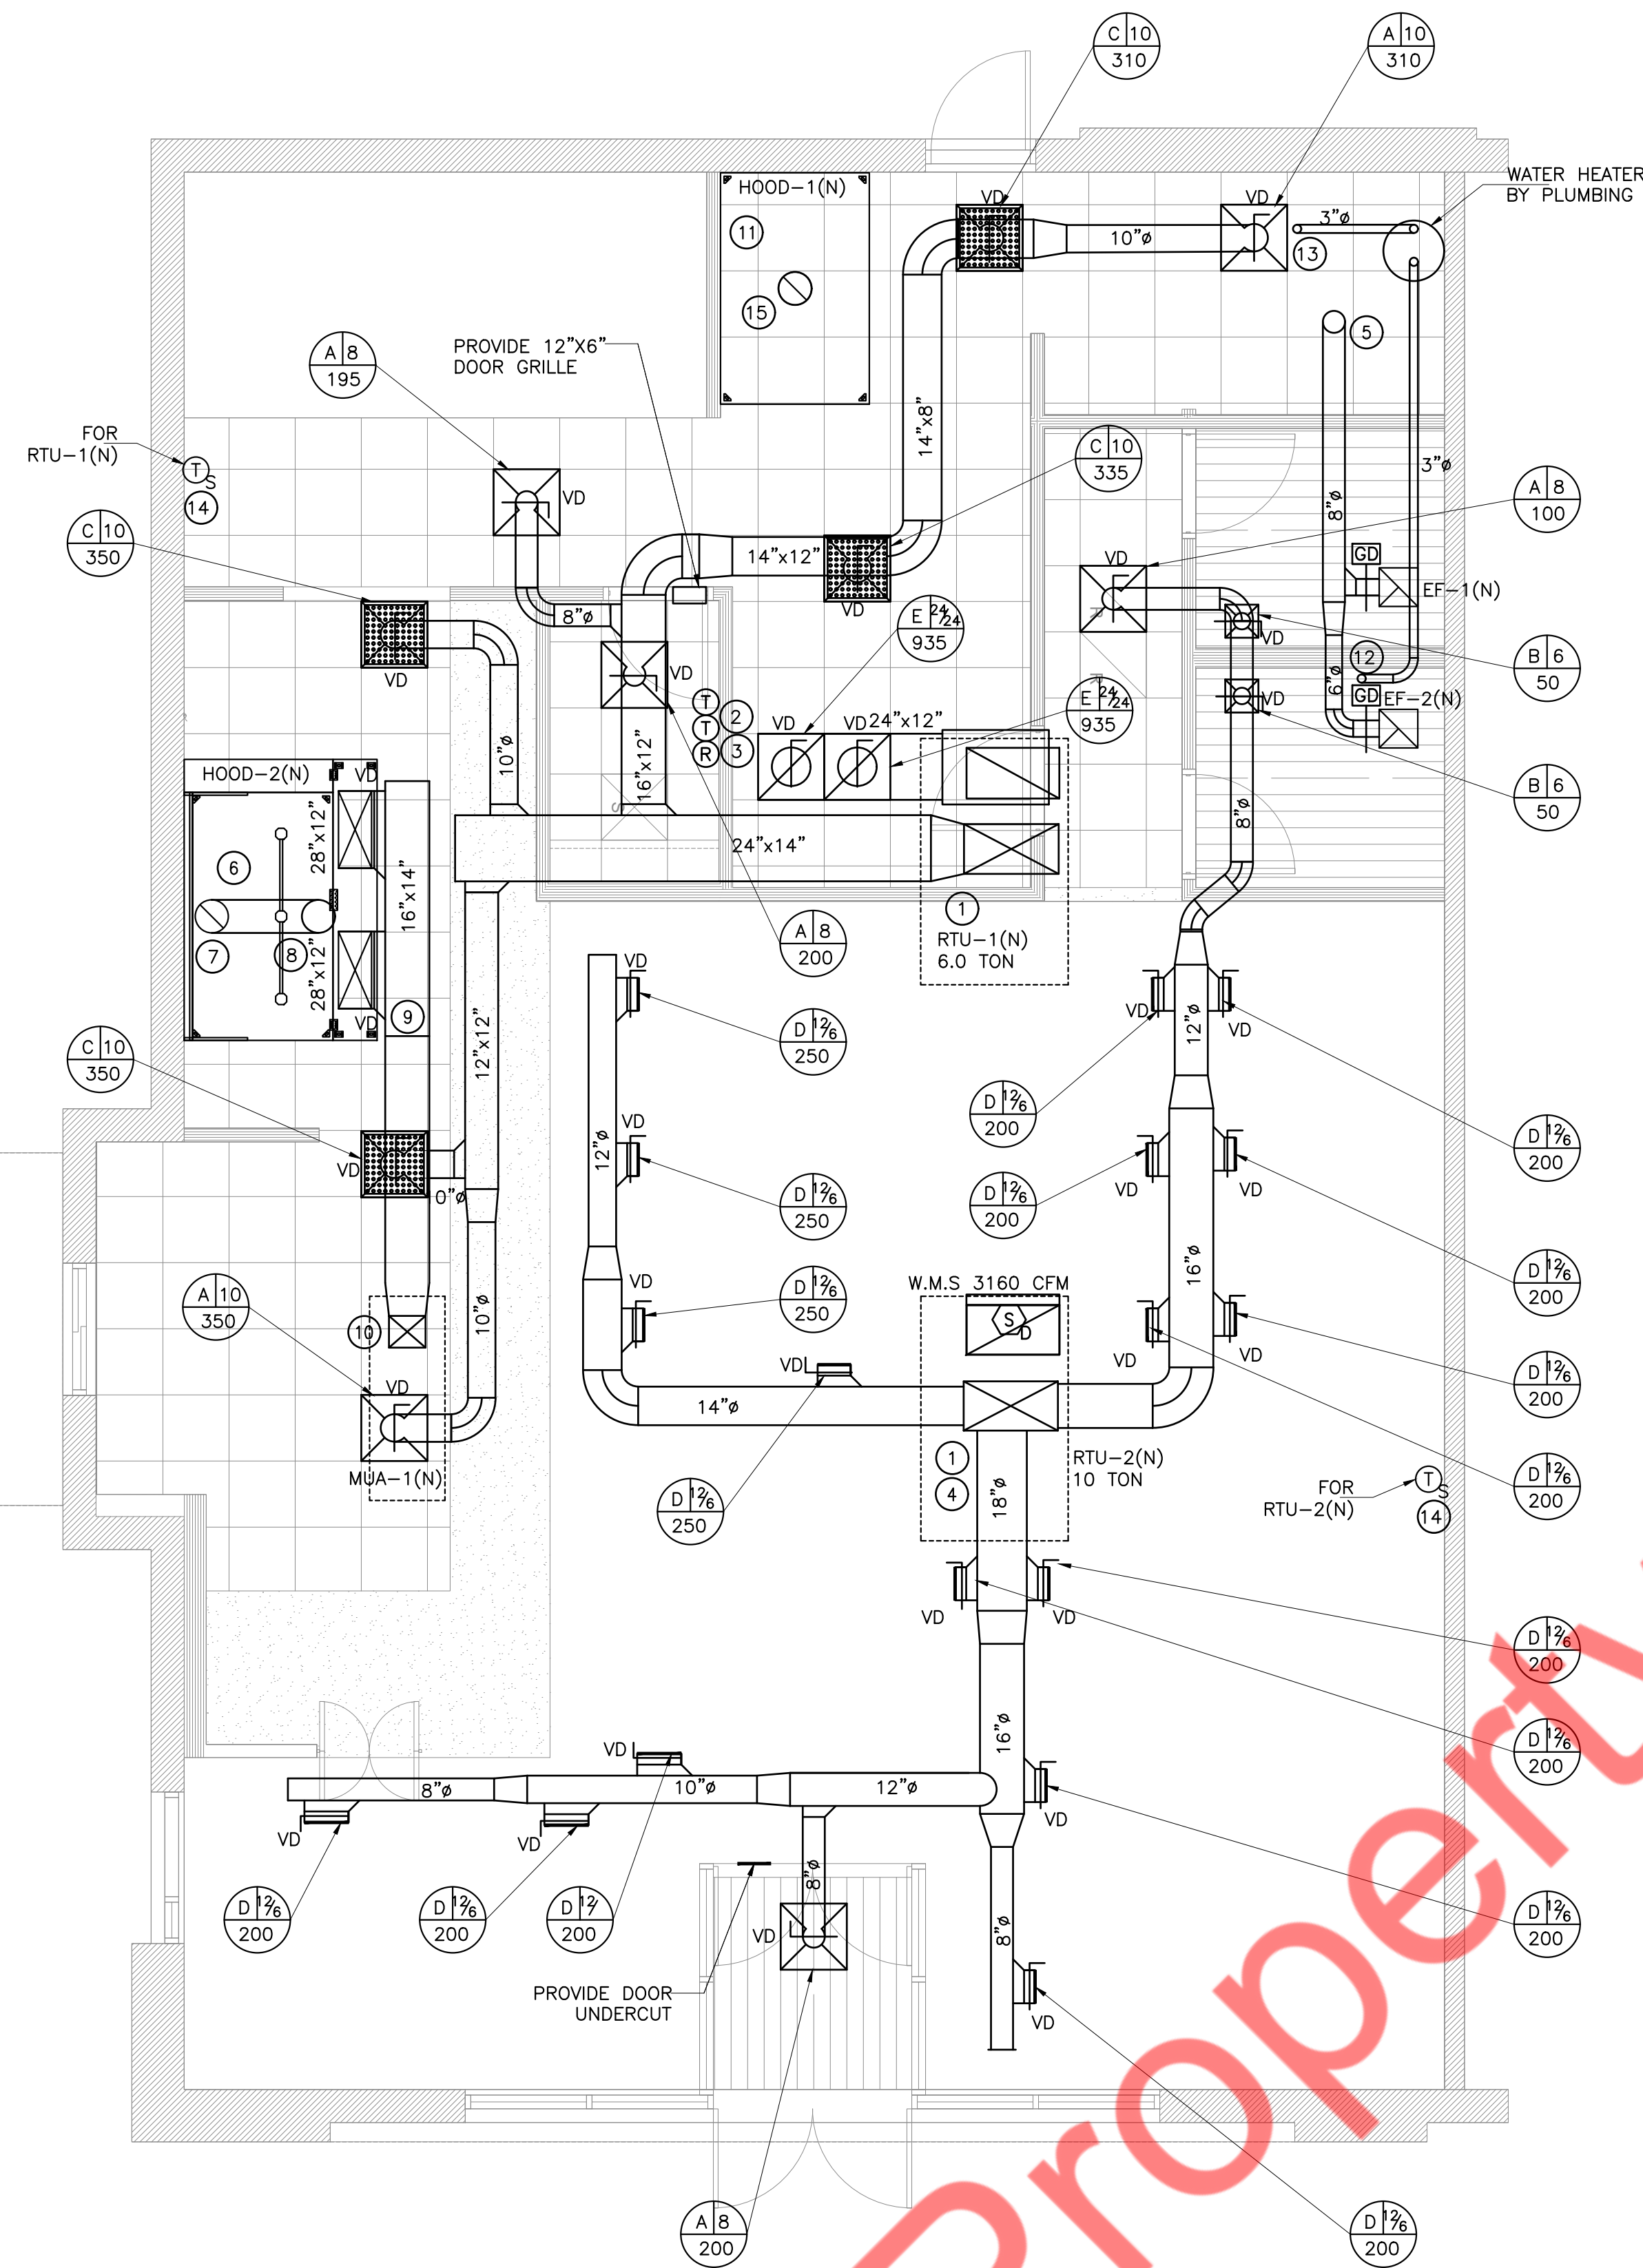 C 10
310
A 10
310
WATER HEATER
BY PLUMBING
HOOD-1(N)
11
15
VD
10"ø
VD
3"ø
13
5
PROVIDE 12"X6"
DOOR GRILLE
A 8
195
FOR
RTU-1(N)
T
S
14
VD
14"x8"
C 10
335
3"ø
A 8
100
8"ø
C 10
350
14"x12"
VD
VD
GD
EF-1(N)
8"ø
E 24/24
935
VD
B 6
50
12
6"ø
GD
EF-2(N)
VD
VD
R
R
T
T
R
2
3
E 24/24
935
VD
VD
24"x12"
VD
10"ø
16"x12"
S
B 6
50
8"ø
HOOD-2(N)
VD
28"x12"
6
16"x14"
24"x14"
7
8
28"x12"
VD
9
1
RTU-1(N)
6.0 TON
A 8
200
VD
D 12/6
250
VD
VD
12"ø
12"x12"
C 10
350
D 12/6
200
D 12/6
200
VD
12"ø
VD
0"ø
D 12/6
250
D 12/6
200
VD
VD
D 12/6
200
16"ø
A 10
350
10
10"ø
VD
D 12/6
250
W.M.S 3160 CFM
S
D
VD
VD
D 12/6
200
VD
14"ø
VD
MUA-1(N)
1
4
RTU-2(N)
10 TON
18"ø
FOR
RTU-2(N)
T
S
14
D 12/6
200
D 12/6
250
VD
VD
D 12/6
200
16"ø
D 12/6
200
VD
8"ø
10"ø
12"ø
VD
VD
VD
8"ø
D 12/6
200
D 12/6
200
D 12/
200
VD
8"ø
D 12/6
200
PROVIDE DOOR
UNDERCUT
VD
A 8
200
D 12/6
200
Property